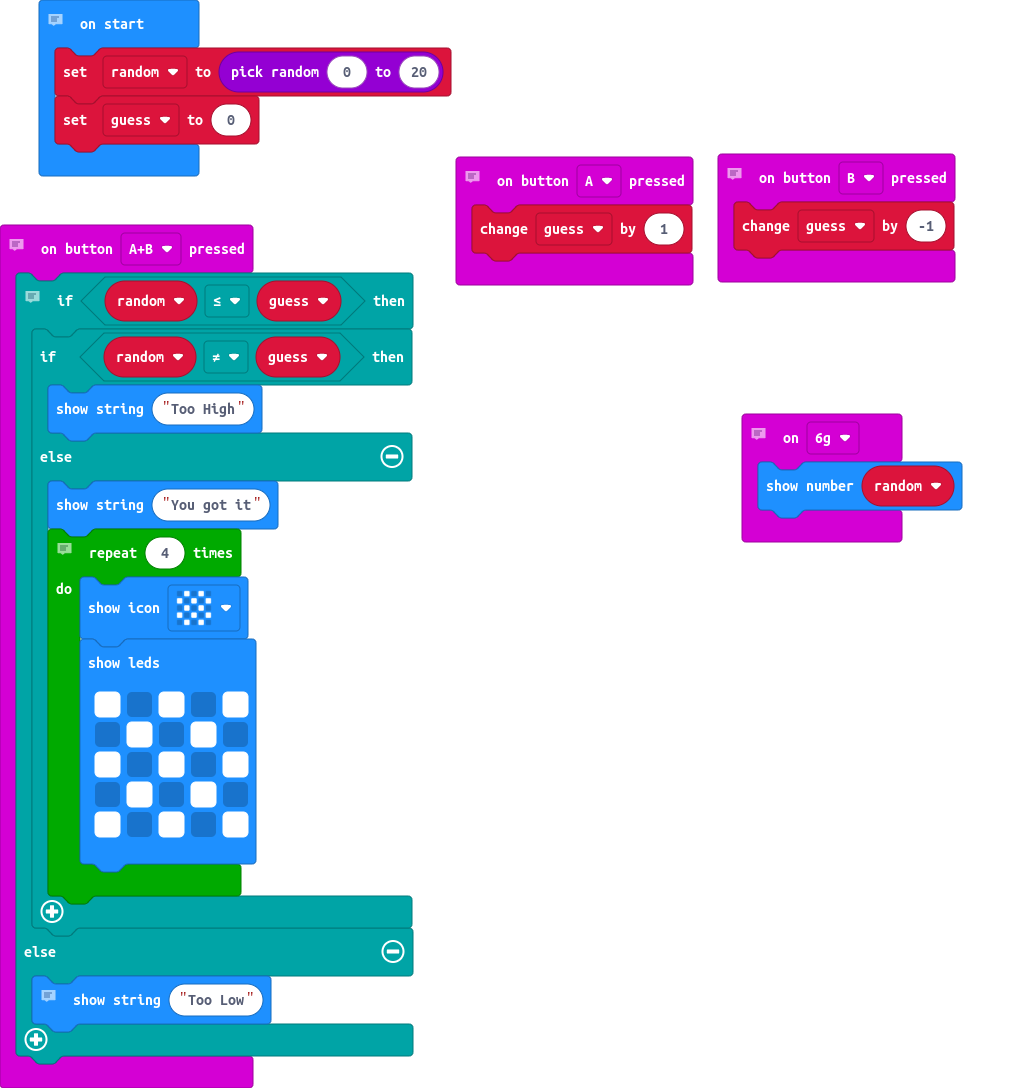 on start
set random to pick random 0 to 20
set guess to 0
on button A pressed
change guess by 1
on button B pressed
change guess by -1
on button A+B pressed
if random ≤ guess then
if random ≠ guess then
show string "Too High"
else
show string "You got it"
repeat 4 times
do
show icon
show leds
else
show string "Too Low"
on 6g
show number random